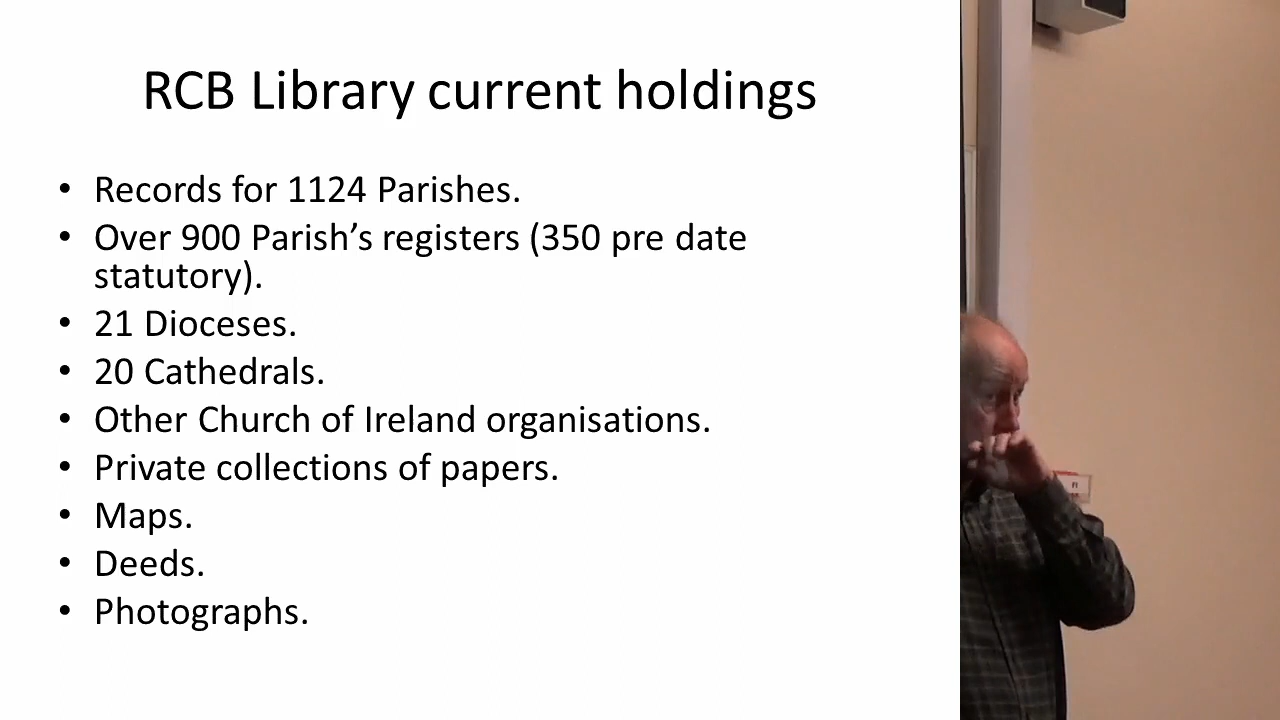 RCB Library current holdings
• Records for 1124 Parishes.
• Over 900 Parish’s registers (350 pre date
statutory).
• 21 Dioceses.
• 20 Cathedrals.
• Other Church of Ireland organisations.
• Private collections of papers.
• Maps.
• Deeds.
• Photographs.